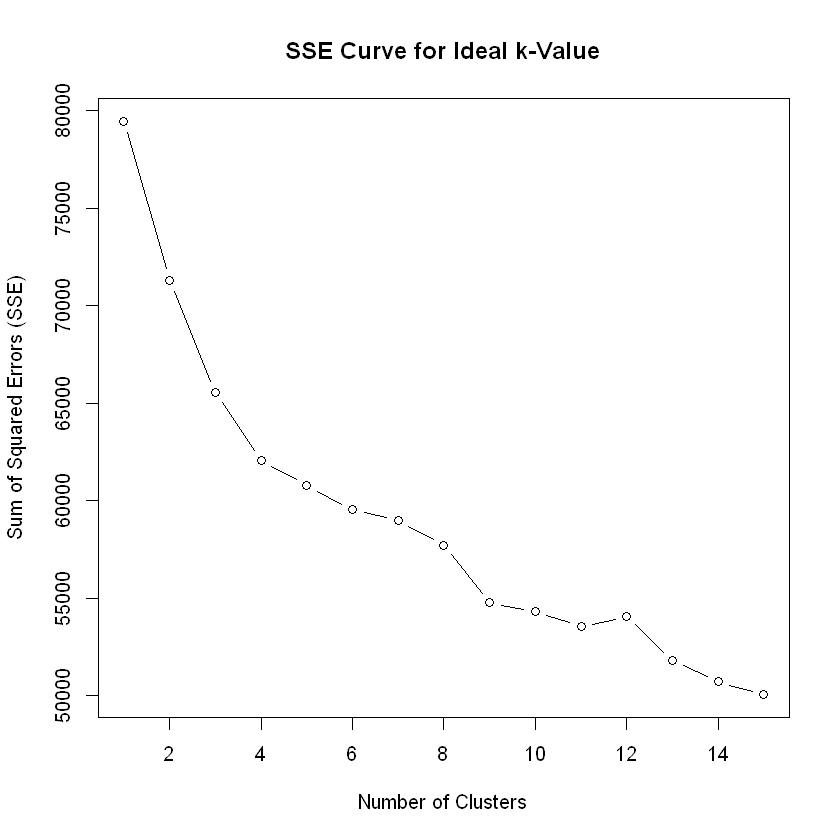 SSE Curve for Ideal k-Value
Sum of Squared Errors (SSE)
80000
75000
70000
65000
60000
55000
50000
2 4 6 8 10 12 14
Number of Clusters